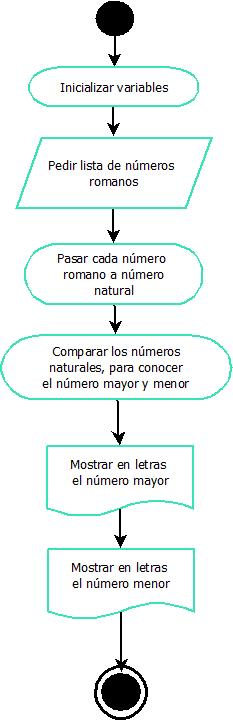 Inicializar variables
Pedir lista de números
romanos
Pasar cada número
romano a número
natural
Comparar los números
naturales, para conocer
el número mayor y menor
Mostrar en letras
el número mayor
Mostrar en letras
el número menor